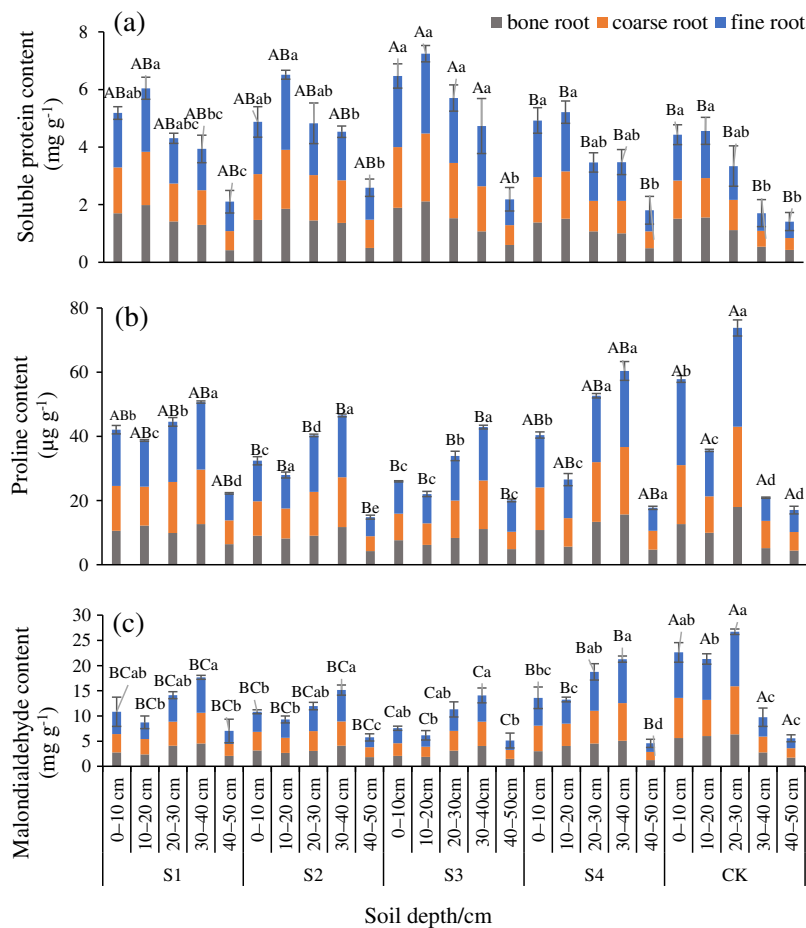 (a)
bone root coarse root fine root
Soluble protein content
(mg g⁻¹)
8
6
4
2
0
ABab ABa ABabc ABbc ABc ABab ABa ABab ABb ABb Aa Aa Aa Aa Ab Ba Ba Bab Bab Bb Ba Ba Bab Bb Bb
(b)
Proline content
(μg g⁻¹)
80
60
40
20
0
ABb ABc ABb ABa ABd Bc Ba Bd Ba Be Bc Bc Bb Ba Bc ABb ABc ABa ABa ABa Ab Ac Aa Ad Ad
(c)
Malondialdehyde content
(mg g⁻¹)
30
25
20
15
10
5
0
BCab BCb BCab BCa BCb BCb BCb BCab BCa BCc Cab Cb Cab Ca Cb Bbc Bc Bab Ba Bd Aab Ab Aa Ac Ac
0–10 cm 10–20 cm 20–30 cm 30–40 cm 40–50 cm 0–10 cm 10–20 cm 20–30 cm 30–40 cm 40–50 cm 0–10cm 10–20cm 20–30cm 30–40cm 40–50cm 0–10 cm 10–20 cm 20–30 cm 30–40 cm 40–50 cm 0–10 cm 10–20 cm 20–30 cm 30–40 cm 40–50 cm
S1 S2 S3 S4 CK
Soil depth/cm